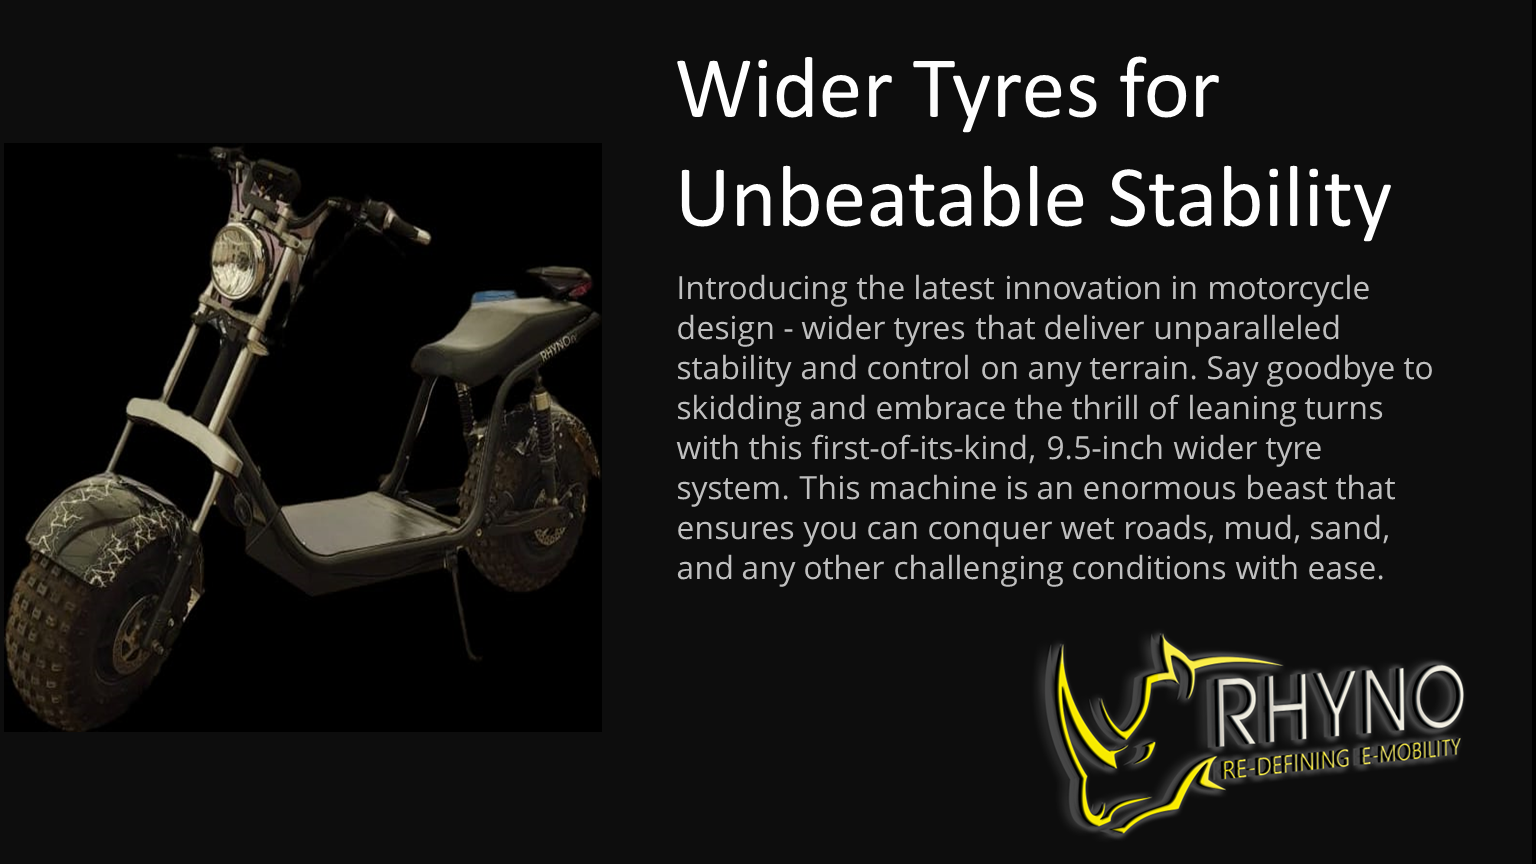 Wider Tyres for
Unbeatable Stability
Introducing the latest innovation in motorcycle
design - wider tyres that deliver unparalleled
stability and control on any terrain. Say goodbye to
skidding and embrace the thrill of leaning turns
with this first-of-its-kind, 9.5-inch wider tyre
system. This machine is an enormous beast that
ensures you can conquer wet roads, mud, sand,
and any other challenging conditions with ease.
RHYNO
RHYNO
RE-DEFINING E-MOBILITY